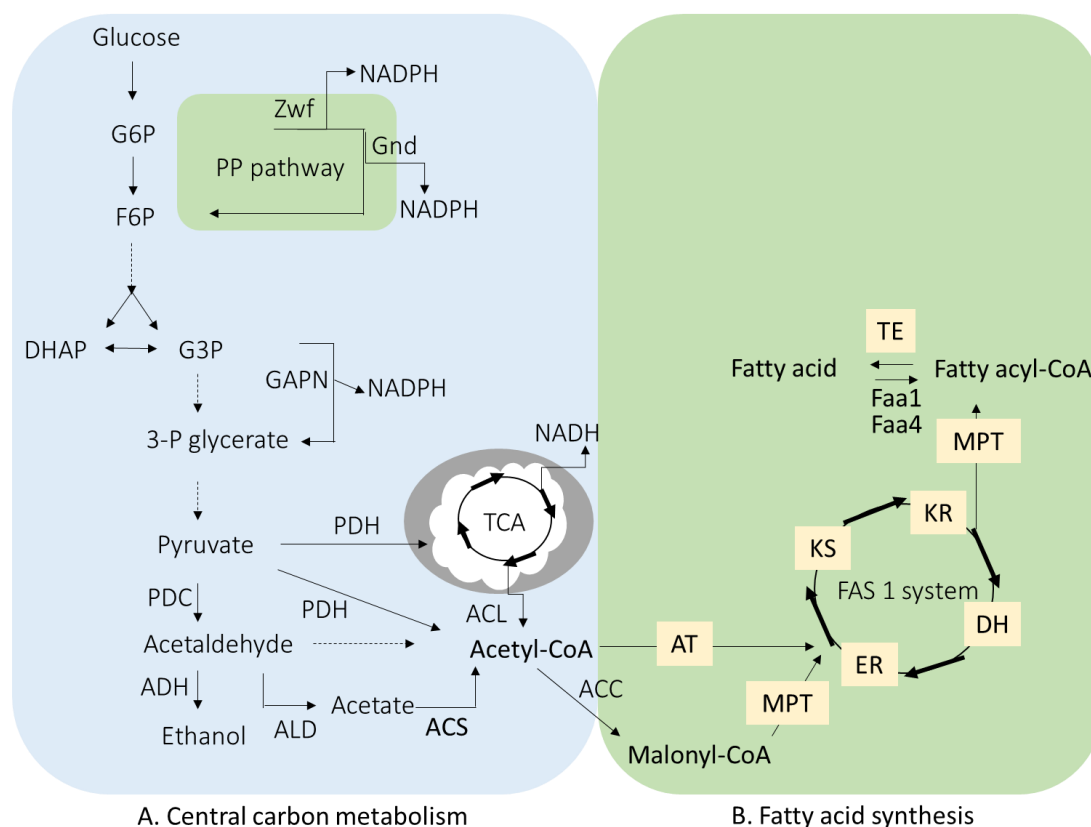 Glucose
NADPH
Zwf
G6P
Gnd
PP pathway
F6P
NADPH
DHAP
G3P
GAPN
NADPH
3-P glycerate
NADH
TCA
Pyruvate
PDH
PDC
PDH
ACL
Acetaldehyde
Acetyl-CoA
ADH
Acetate
ALD
ACS
Ethanol
A. Central carbon metabolism
TE
Fatty acid
Fatty acyl-CoA
Faa1
Faa4
MPT
KR
KS
FAS 1 system
DH
ER
AT
ACC
MPT
Malonyl-CoA
B. Fatty acid synthesis